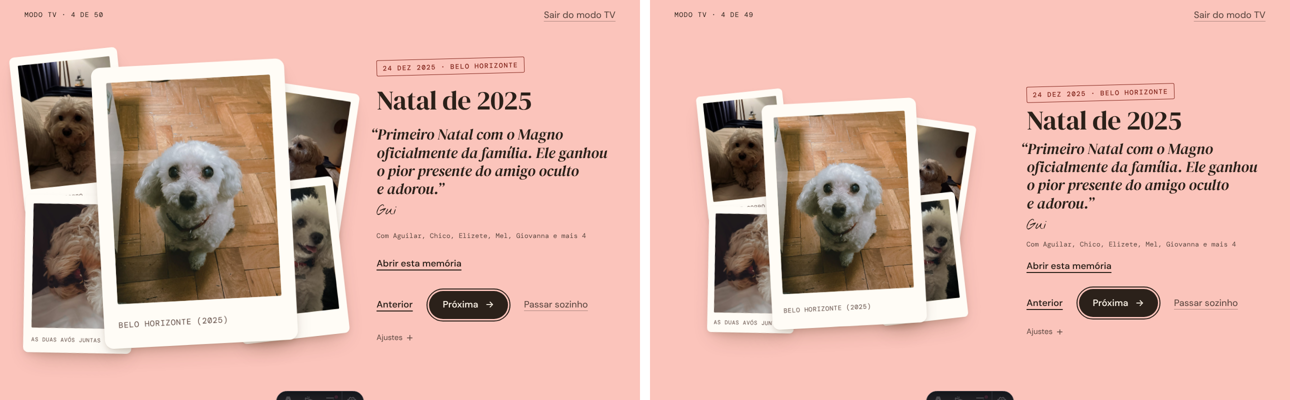 MODO TV · 4 DE 50
Sair do modo TV
24 DEZ 2025 · BELO HORIZONTE
Natal de 2025
“Primeiro Natal com o Magno
oficialmente da família. Ele ganhou
o pior presente do amigo oculto
e adorou.”
Gui
Com Aguilar, Chico, Elizete, Mel, Giovanna e mais 4
Abrir esta memória
Anterior
Próxima →
Passar sozinho
Ajustes +
BELO HORIZONTE (2025)
AS DUAS AVÓS JUNTAS
MODO TV · 4 DE 49
Sair do modo TV
24 DEZ 2025 · BELO HORIZONTE
Natal de 2025
“Primeiro Natal com o Magno
oficialmente da família. Ele ganhou
o pior presente do amigo oculto
e adorou.”
Gui
Com Aguilar, Chico, Elizete, Mel, Giovanna e mais 4
Abrir esta memória
Anterior
Próxima →
Passar sozinho
Ajustes +
BELO HORIZONTE (2025)
AS DUAS AVÓS JUN